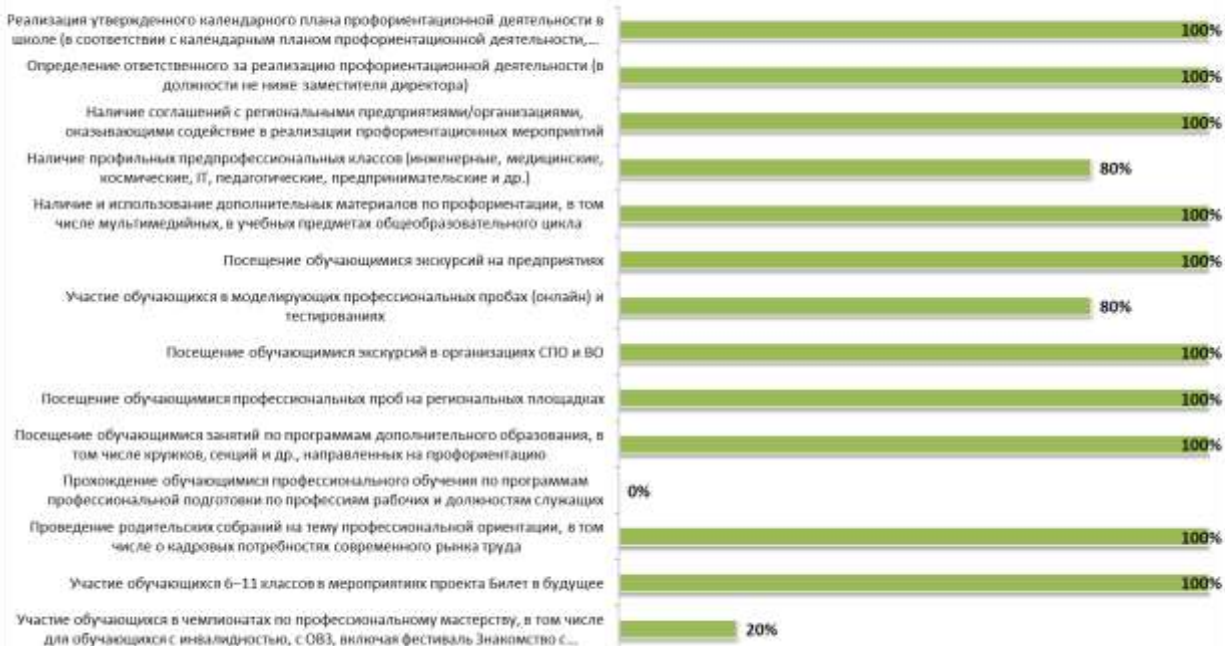 Реализация утвержденного календарного плана профориентационной деятельности в
школе (в соответствии с календарным планом профориентационной деятельности,...
100%
Определение ответственного за реализацию профориентационной деятельности (в
должности не ниже заместителя директора)
100%
Наличие соглашений с региональными предприятиями/организациями,
оказывающими содействие в реализации профориентационных мероприятий
100%
Наличие профильных предпрофессиональных классов (инженерные, медицинские,
космические, IT, педагогические, предпринимательские и др.)
80%
Наличие и использование дополнительных материалов по профориентации, в том
числе мультимедийных, в учебных предметах общеобразовательного цикла
100%
Посещение обучающимися экскурсий на предприятиях
100%
Участие обучающихся в моделирующих профессиональных пробах (онлайн) и
тестированиях
80%
Посещение обучающимися экскурсий в организациях СПО и ВО
100%
Посещение обучающимися профессиональных проб на региональных площадках
100%
Посещение обучающимися занятий по программам дополнительного образования, в
том числе кружков, секций и др., направленных на профориентацию
100%
Прохождение обучающимися профессионального обучения по программам
профессиональной подготовки по профессиям рабочих и должностям служащих
0%
Проведение родительских собраний на тему профессиональной ориентации, в том
числе о кадровых потребностях современного рынка труда
100%
Участие обучающихся 6–11 классов в мероприятиях проекта Билет в будущее
100%
Участие обучающихся в чемпионатах по профессиональному мастерству, в том числе
для обучающихся с инвалидностью, с ОВЗ, включая фестиваль Знакомство с...
20%